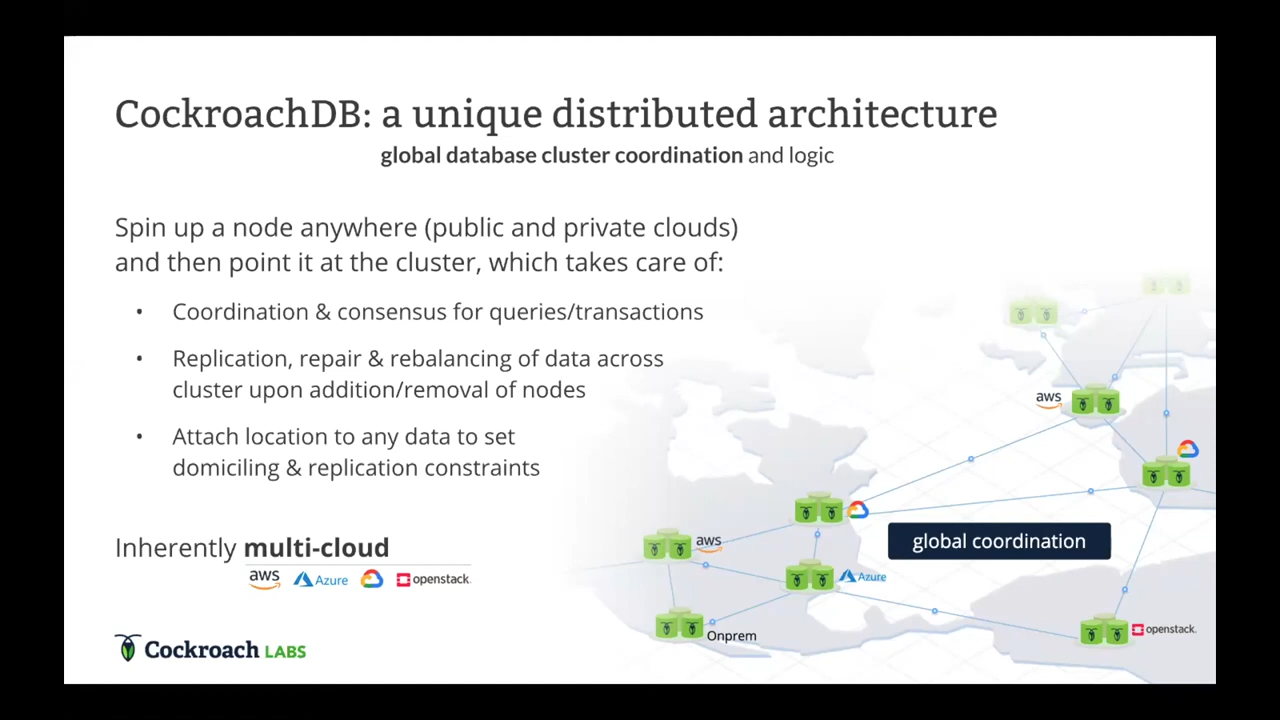 CockroachDB: a unique distributed architecture
global database cluster coordination and logic
Spin up a node anywhere (public and private clouds)
and then point it at the cluster, which takes care of:
• Coordination & consensus for queries/transactions
• Replication, repair & rebalancing of data across
cluster upon addition/removal of nodes
• Attach location to any data to set
domiciling & replication constraints
Inherently multi-cloud
aws Azure openstack.
Cockroach LABS
aws
global coordination
aws
Azure
Onprem
openstack.